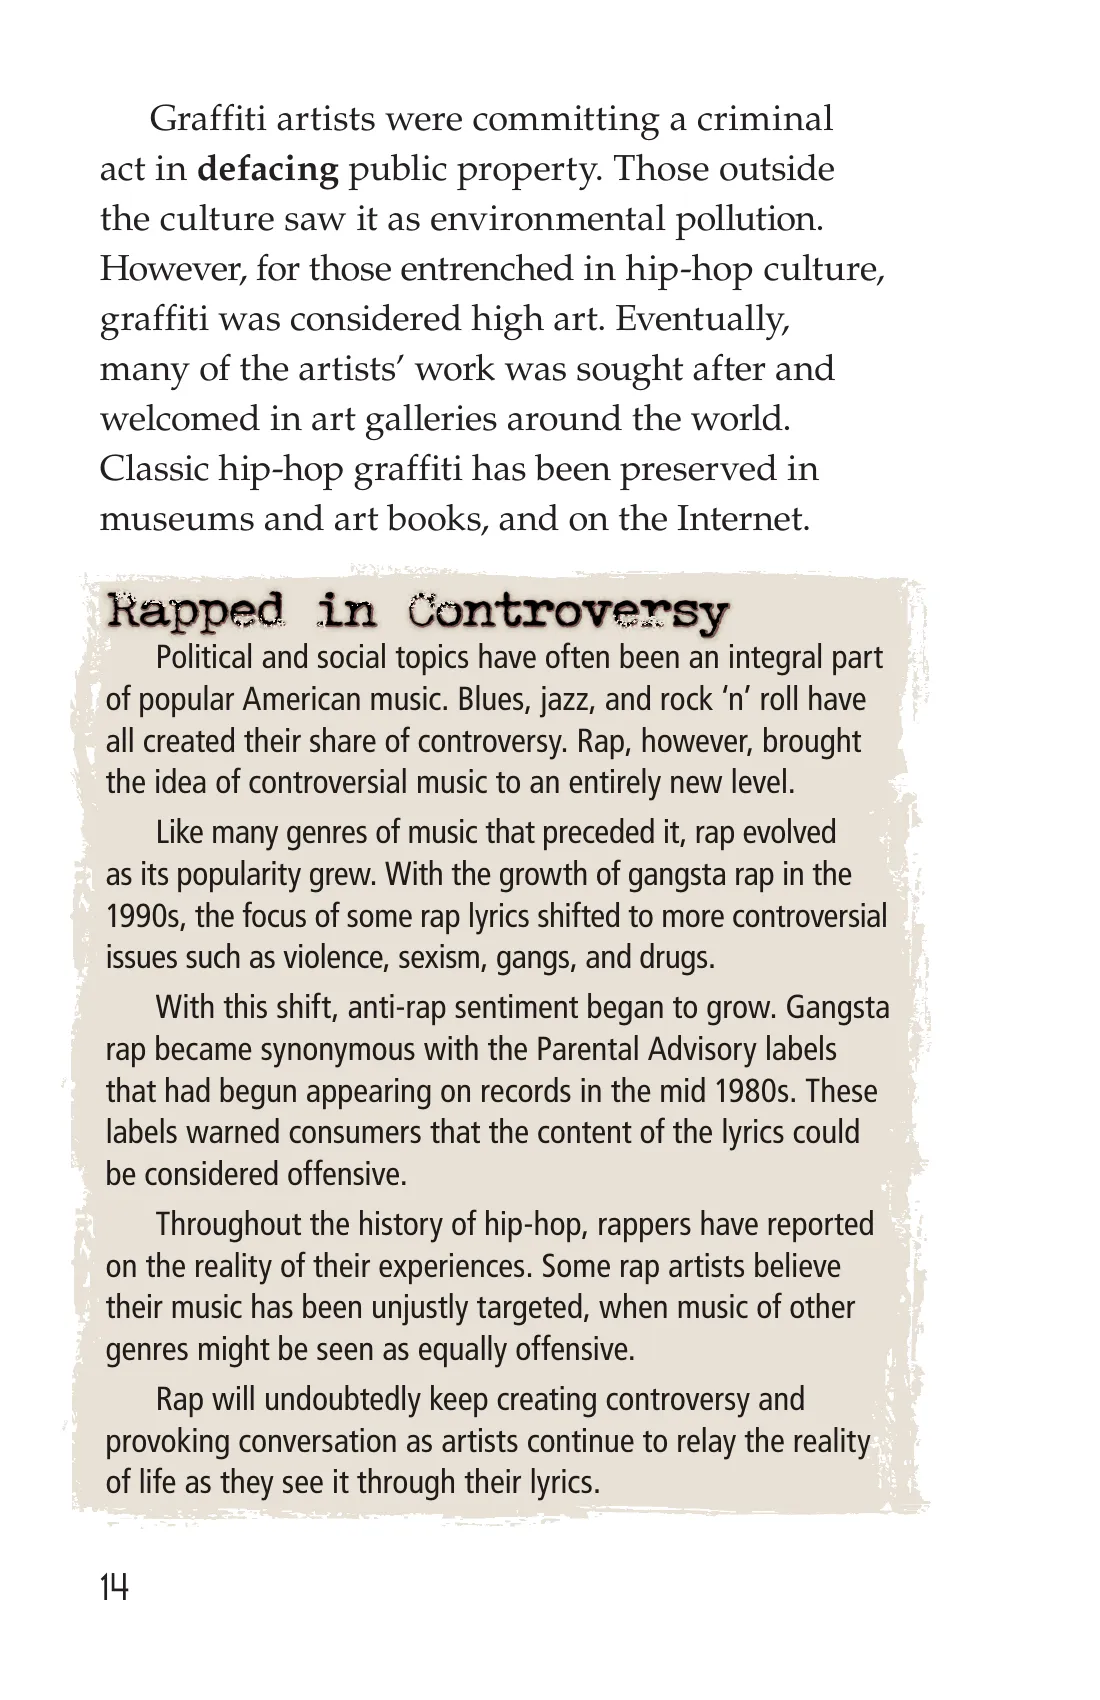 Graffiti artists were committing a criminal
act in defacing public property. Those outside
the culture saw it as environmental pollution.
However, for those entrenched in hip-hop culture,
graffiti was considered high art. Eventually,
many of the artists’ work was sought after and
welcomed in art galleries around the world.
Classic hip-hop graffiti has been preserved in
museums and art books, and on the Internet.
Rapped in Controversy
Political and social topics have often been an integral part
of popular American music. Blues, jazz, and rock ‘n’ roll have
all created their share of controversy. Rap, however, brought
the idea of controversial music to an entirely new level.
Like many genres of music that preceded it, rap evolved
as its popularity grew. With the growth of gangsta rap in the
1990s, the focus of some rap lyrics shifted to more controversial
issues such as violence, sexism, gangs, and drugs.
With this shift, anti-rap sentiment began to grow. Gangsta
rap became synonymous with the Parental Advisory labels
that had begun appearing on records in the mid 1980s. These
labels warned consumers that the content of the lyrics could
be considered offensive.
Throughout the history of hip-hop, rappers have reported
on the reality of their experiences. Some rap artists believe
their music has been unjustly targeted, when music of other
genres might be seen as equally offensive.
Rap will undoubtedly keep creating controversy and
provoking conversation as artists continue to relay the reality
of life as they see it through their lyrics.
14